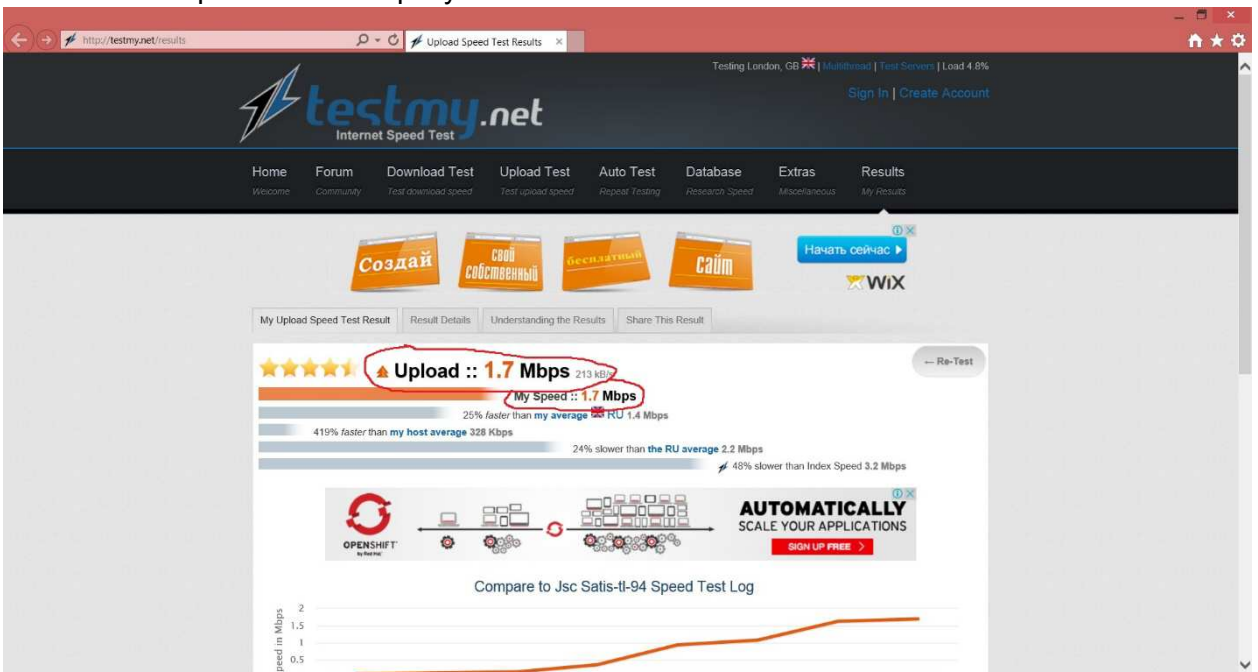 http://testmy.net/results
Upload Speed Test Results
Testing London, GB | Multithread | Test Servers | Load 4.8%
Sign In | Create Account
testmy.net
Internet Speed Test
Home Forum Download Test Upload Test Auto Test Database Extras Results
Welcome Community Test download speed Test upload speed Repeat Testing Research Speed Miscellaneous My Results
Создай свой собственный бесплатный сайт
Начать сейчас
WiX
My Upload Speed Test Result Result Details Understanding the Results Share This Result
Upload :: 1.7 Mbps 213 kB/s
← Re-Test
My Speed :: 1.7 Mbps
25% faster than my average RU 1.4 Mbps
419% faster than my host average 328 Kbps
24% slower than the RU average 2.2 Mbps
48% slower than Index Speed 3.2 Mbps
OPENSHIFT
by Red Hat
AUTOMATICALLY
SCALE YOUR APPLICATIONS
SIGN UP FREE
Compare to Jsc Satis-tl-94 Speed Test Log
2
1.5
1
0.5